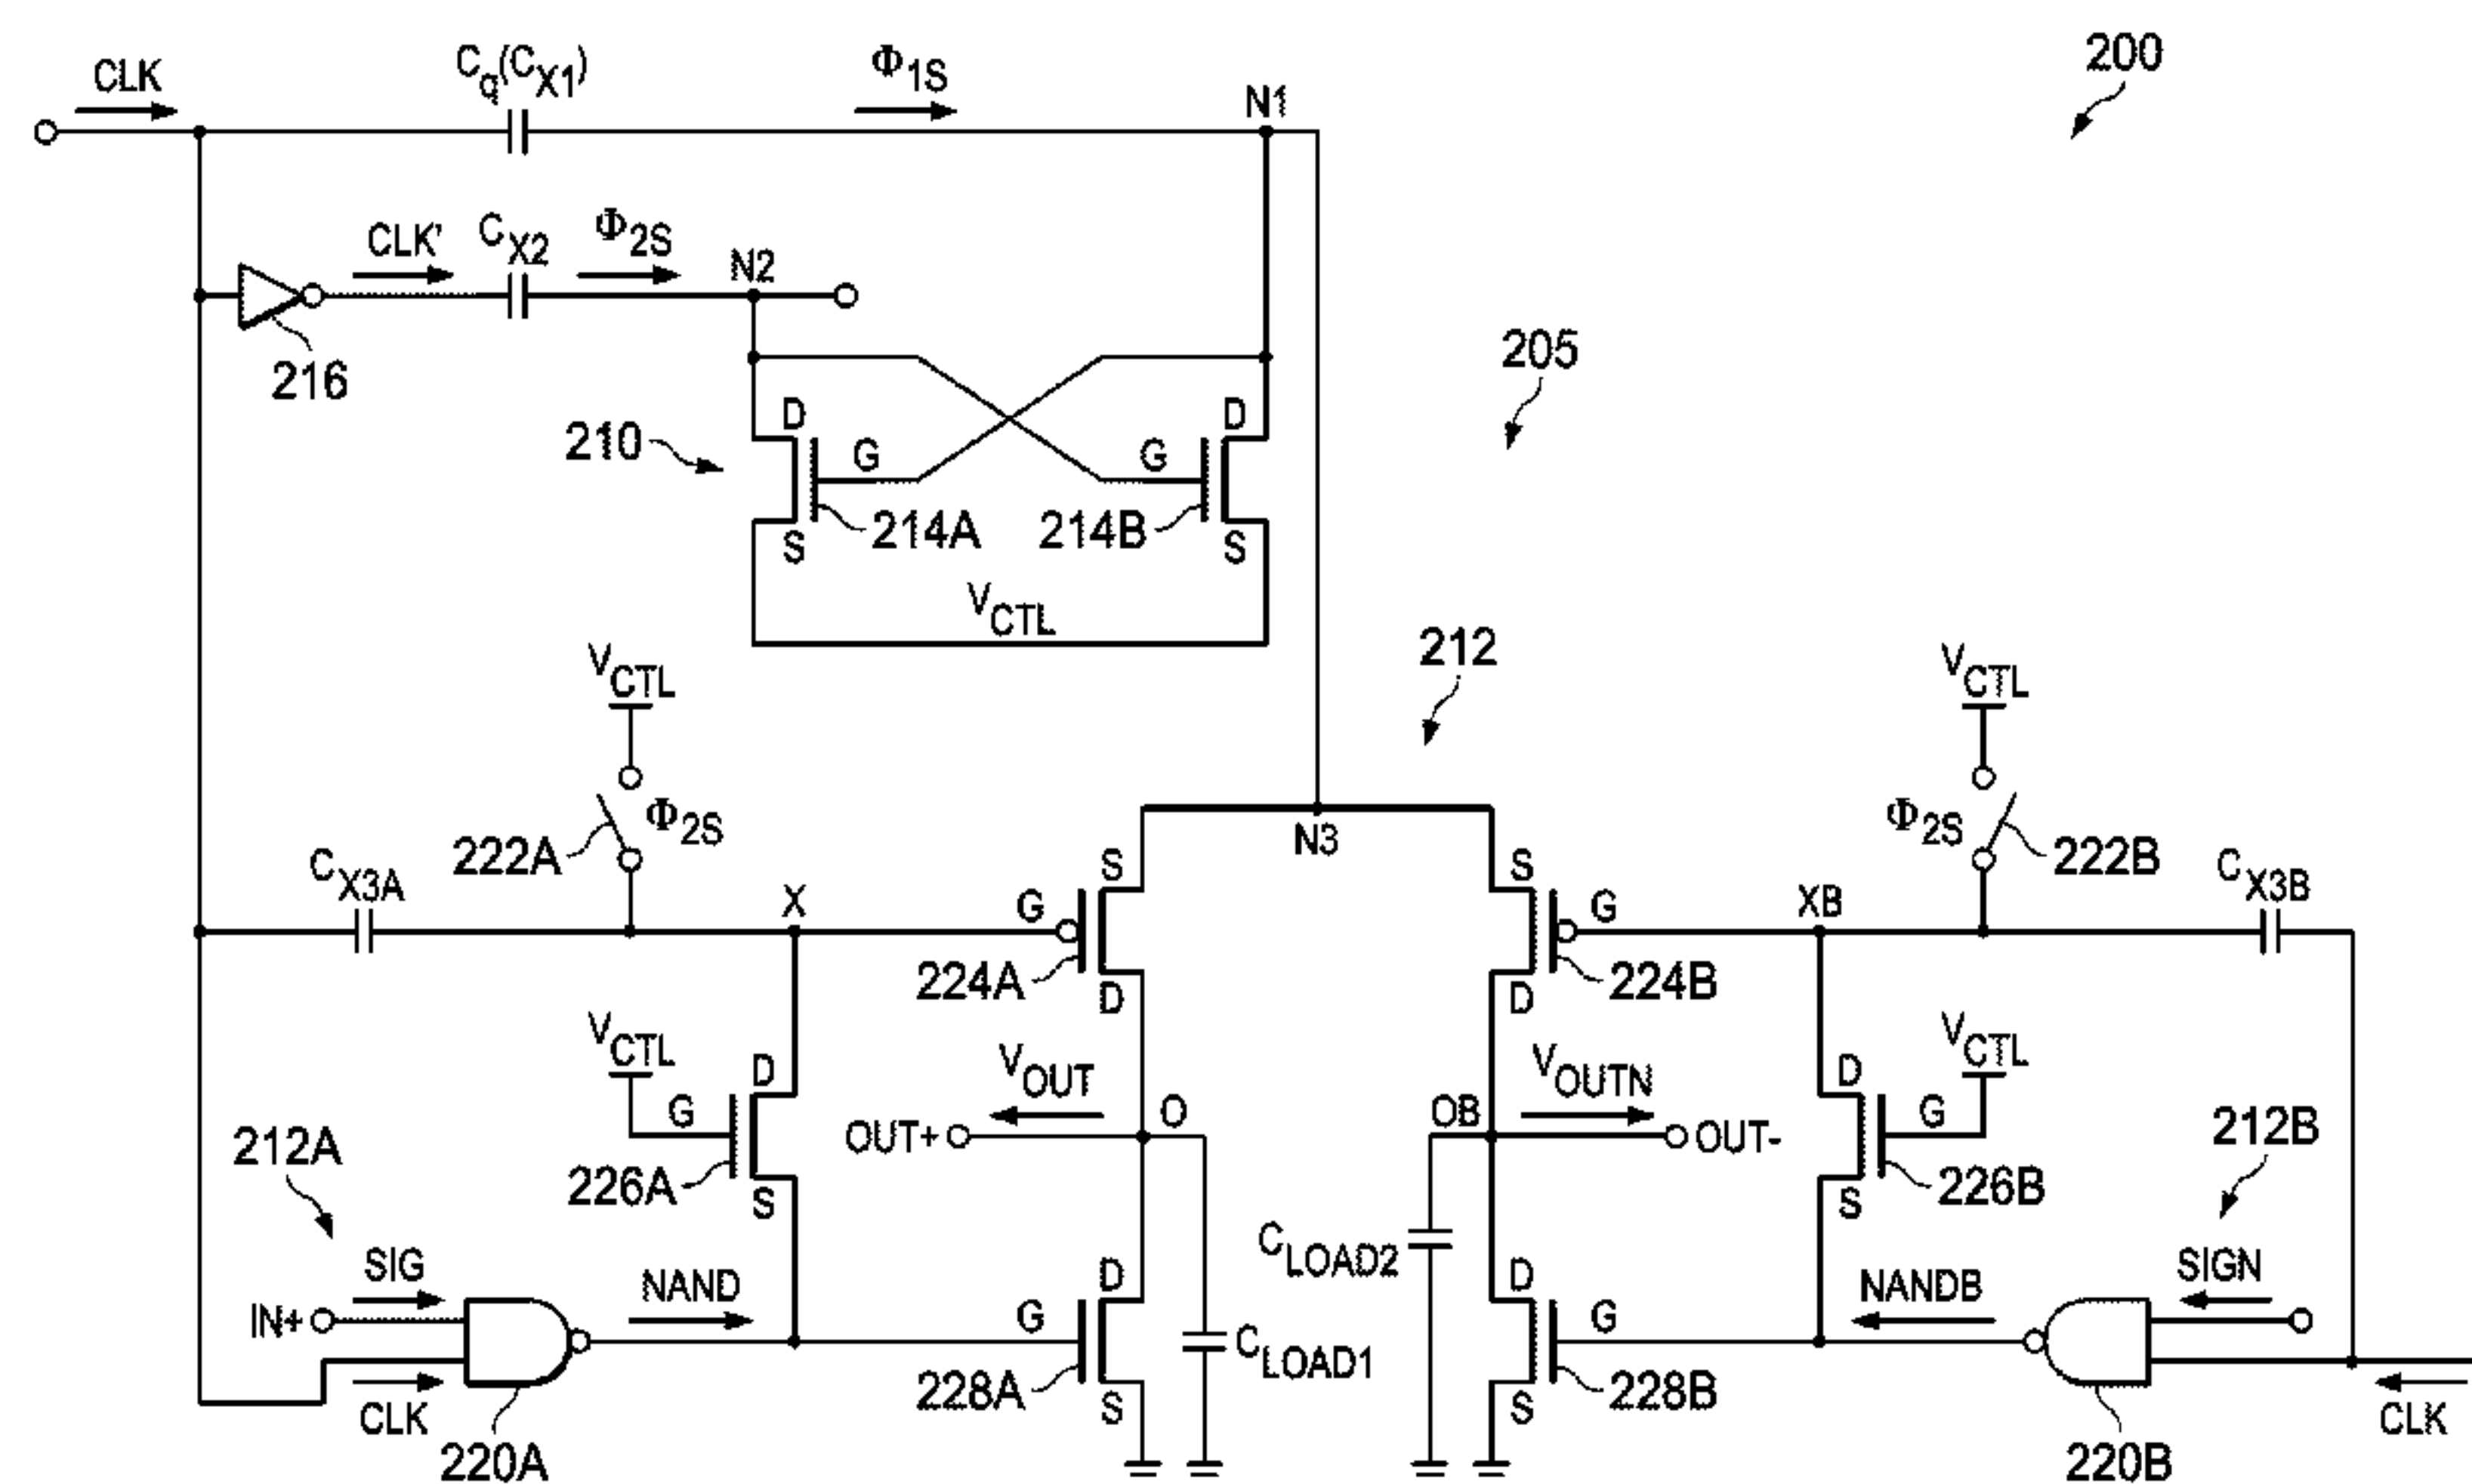 CLK
Cq(CX1)
Φ1S
N1
200
CLK'
CX2
Φ2S
N2
216
205
D
D
210
G
G
214A
214B
S
S
VCTL
212
VCTL
VCTL
Φ2S
Φ2S
222A
222B
N3
CX3A
CX3B
S
S
X
G
G
XB
224A
224B
D
D
VCTL
VCTL
VOUT
VOUTN
D
D
G
G
O
OB
OUT+
OUT-
212A
212B
226A
226B
S
S
CLOAD2
SIG
NAND
D
D
NANDB
SIGN
IN+
G
G
CLOAD1
228A
228B
CLK
S
S
CLK
220A
220B